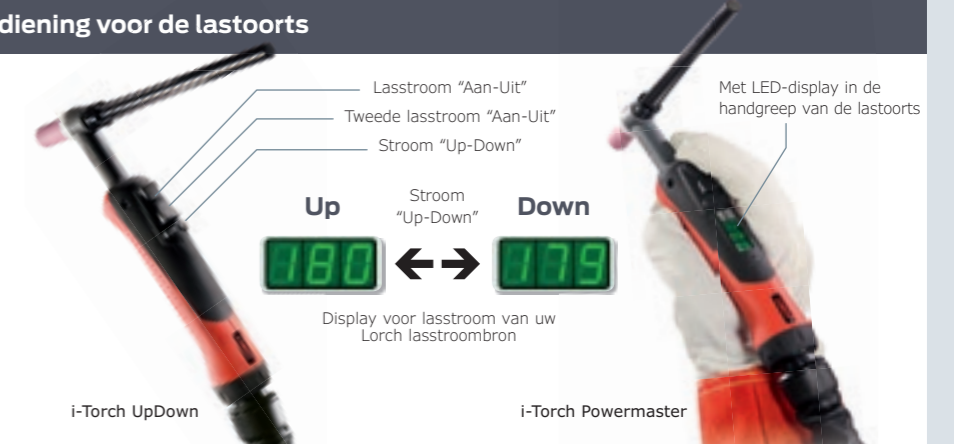 diening voor de lastoorts
Lasstroom “Aan-Uit”
Tweede lasstroom “Aan-Uit”
Stroom “Up-Down”
Met LED-display in de
handgreep van de lastoorts
Up
Stroom
“Up-Down”
Down
180
179
Display voor lasstroom van uw
Lorch lasstroombron
i-Torch UpDown
i-Torch Powermaster